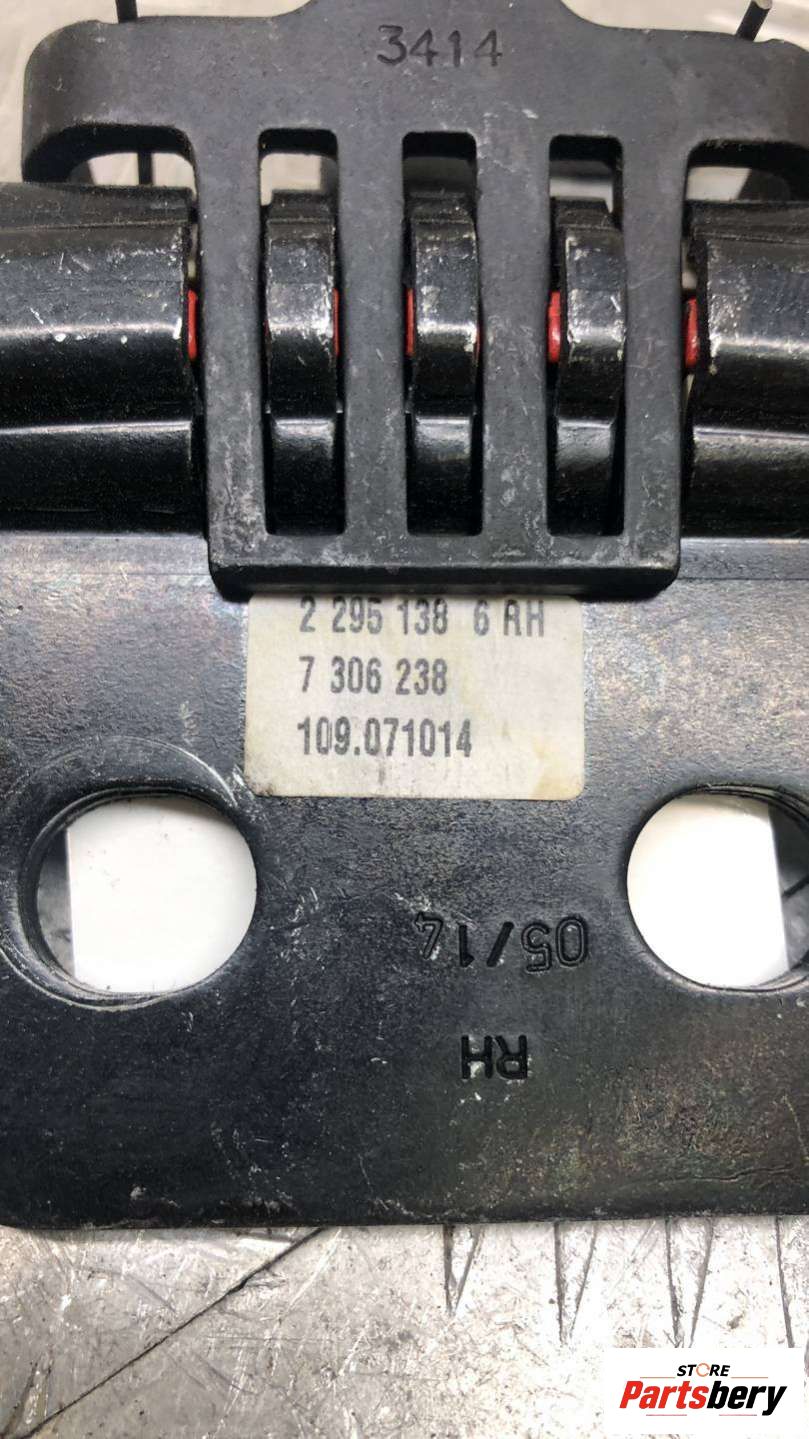 3414
2 295 138 6 RH
7 306 238
109.071014
05/14
RH
STORE
Partsbery